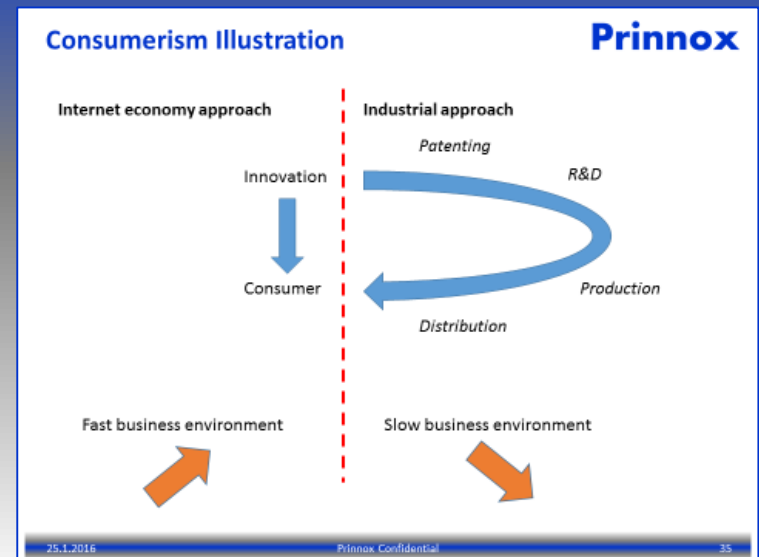 Consumerism Illustration
Prinnox
Internet economy approach
Industrial approach
Patenting
Innovation
R&D
Consumer
Production
Distribution
Fast business environment
Slow business environment
25.1.2016
Prinnox Confidential
35